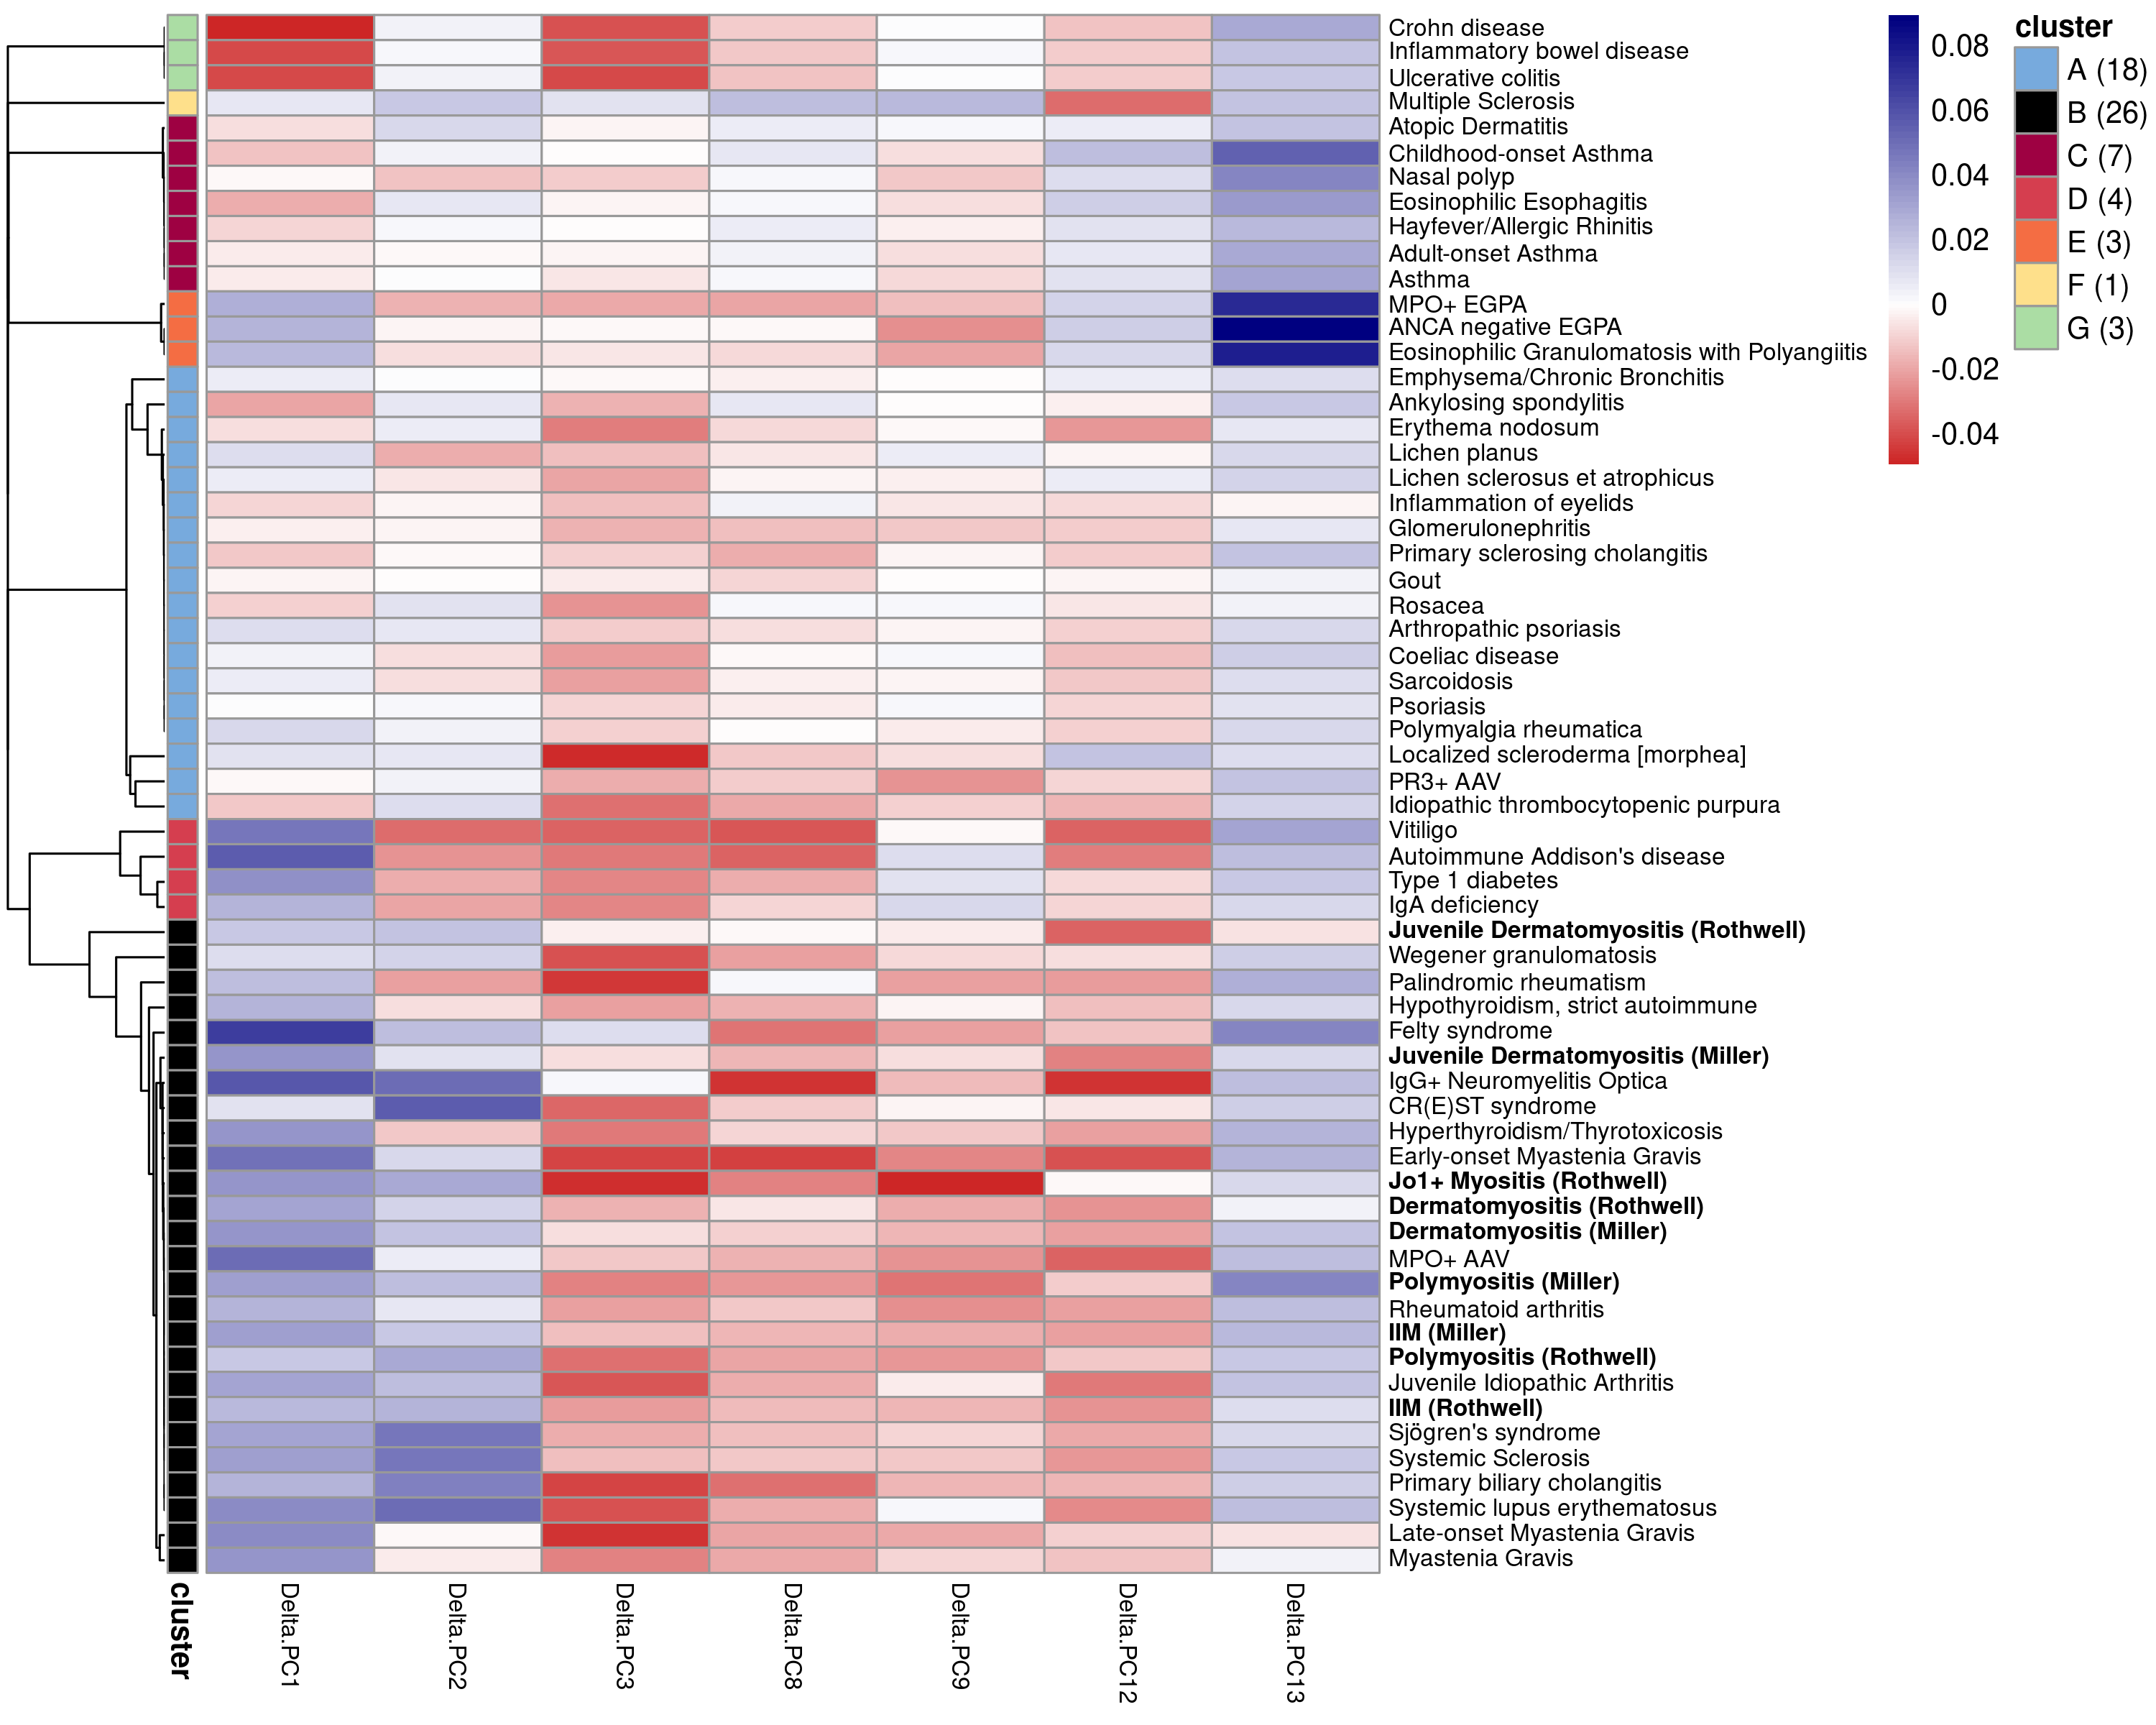 Crohn disease
Inflammatory bowel disease
Ulcerative colitis
Multiple Sclerosis
Atopic Dermatitis
Childhood-onset Asthma
Nasal polyp
Eosinophilic Esophagitis
Hayfever/Allergic Rhinitis
Adult-onset Asthma
Asthma
MPO+ EGPA
ANCA negative EGPA
Eosinophilic Granulomatosis with Polyangiitis
Emphysema/Chronic Bronchitis
Ankylosing spondylitis
Erythema nodosum
Lichen planus
Lichen sclerosus et atrophicus
Inflammation of eyelids
Glomerulonephritis
Primary sclerosing cholangitis
Gout
Rosacea
Arthropathic psoriasis
Coeliac disease
Sarcoidosis
Psoriasis
Polymyalgia rheumatica
Localized scleroderma [morphea]
PR3+ AAV
Idiopathic thrombocytopenic purpura
Vitiligo
Autoimmune Addison's disease
Type 1 diabetes
IgA deficiency
Juvenile Dermatomyositis (Rothwell)
Wegener granulomatosis
Palindromic rheumatism
Hypothyroidism, strict autoimmune
Felty syndrome
Juvenile Dermatomyositis (Miller)
IgG+ Neuromyelitis Optica
CR(E)ST syndrome
Hyperthyroidism/Thyrotoxicosis
Early-onset Myastenia Gravis
Jo1+ Myositis (Rothwell)
Dermatomyositis (Rothwell)
Dermatomyositis (Miller)
MPO+ AAV
Polymyositis (Miller)
Rheumatoid arthritis
IIM (Miller)
Polymyositis (Rothwell)
Juvenile Idiopathic Arthritis
IIM (Rothwell)
Sjögren's syndrome
Systemic Sclerosis
Primary biliary cholangitis
Systemic lupus erythematosus
Late-onset Myastenia Gravis
Myastenia Gravis
0.08
0.06
0.04
0.02
0
-0.02
-0.04
cluster
A (18)
B (26)
C (7)
D (4)
E (3)
F (1)
G (3)
cluster
Delta.PC1
Delta.PC2
Delta.PC3
Delta.PC8
Delta.PC9
Delta.PC12
Delta.PC13